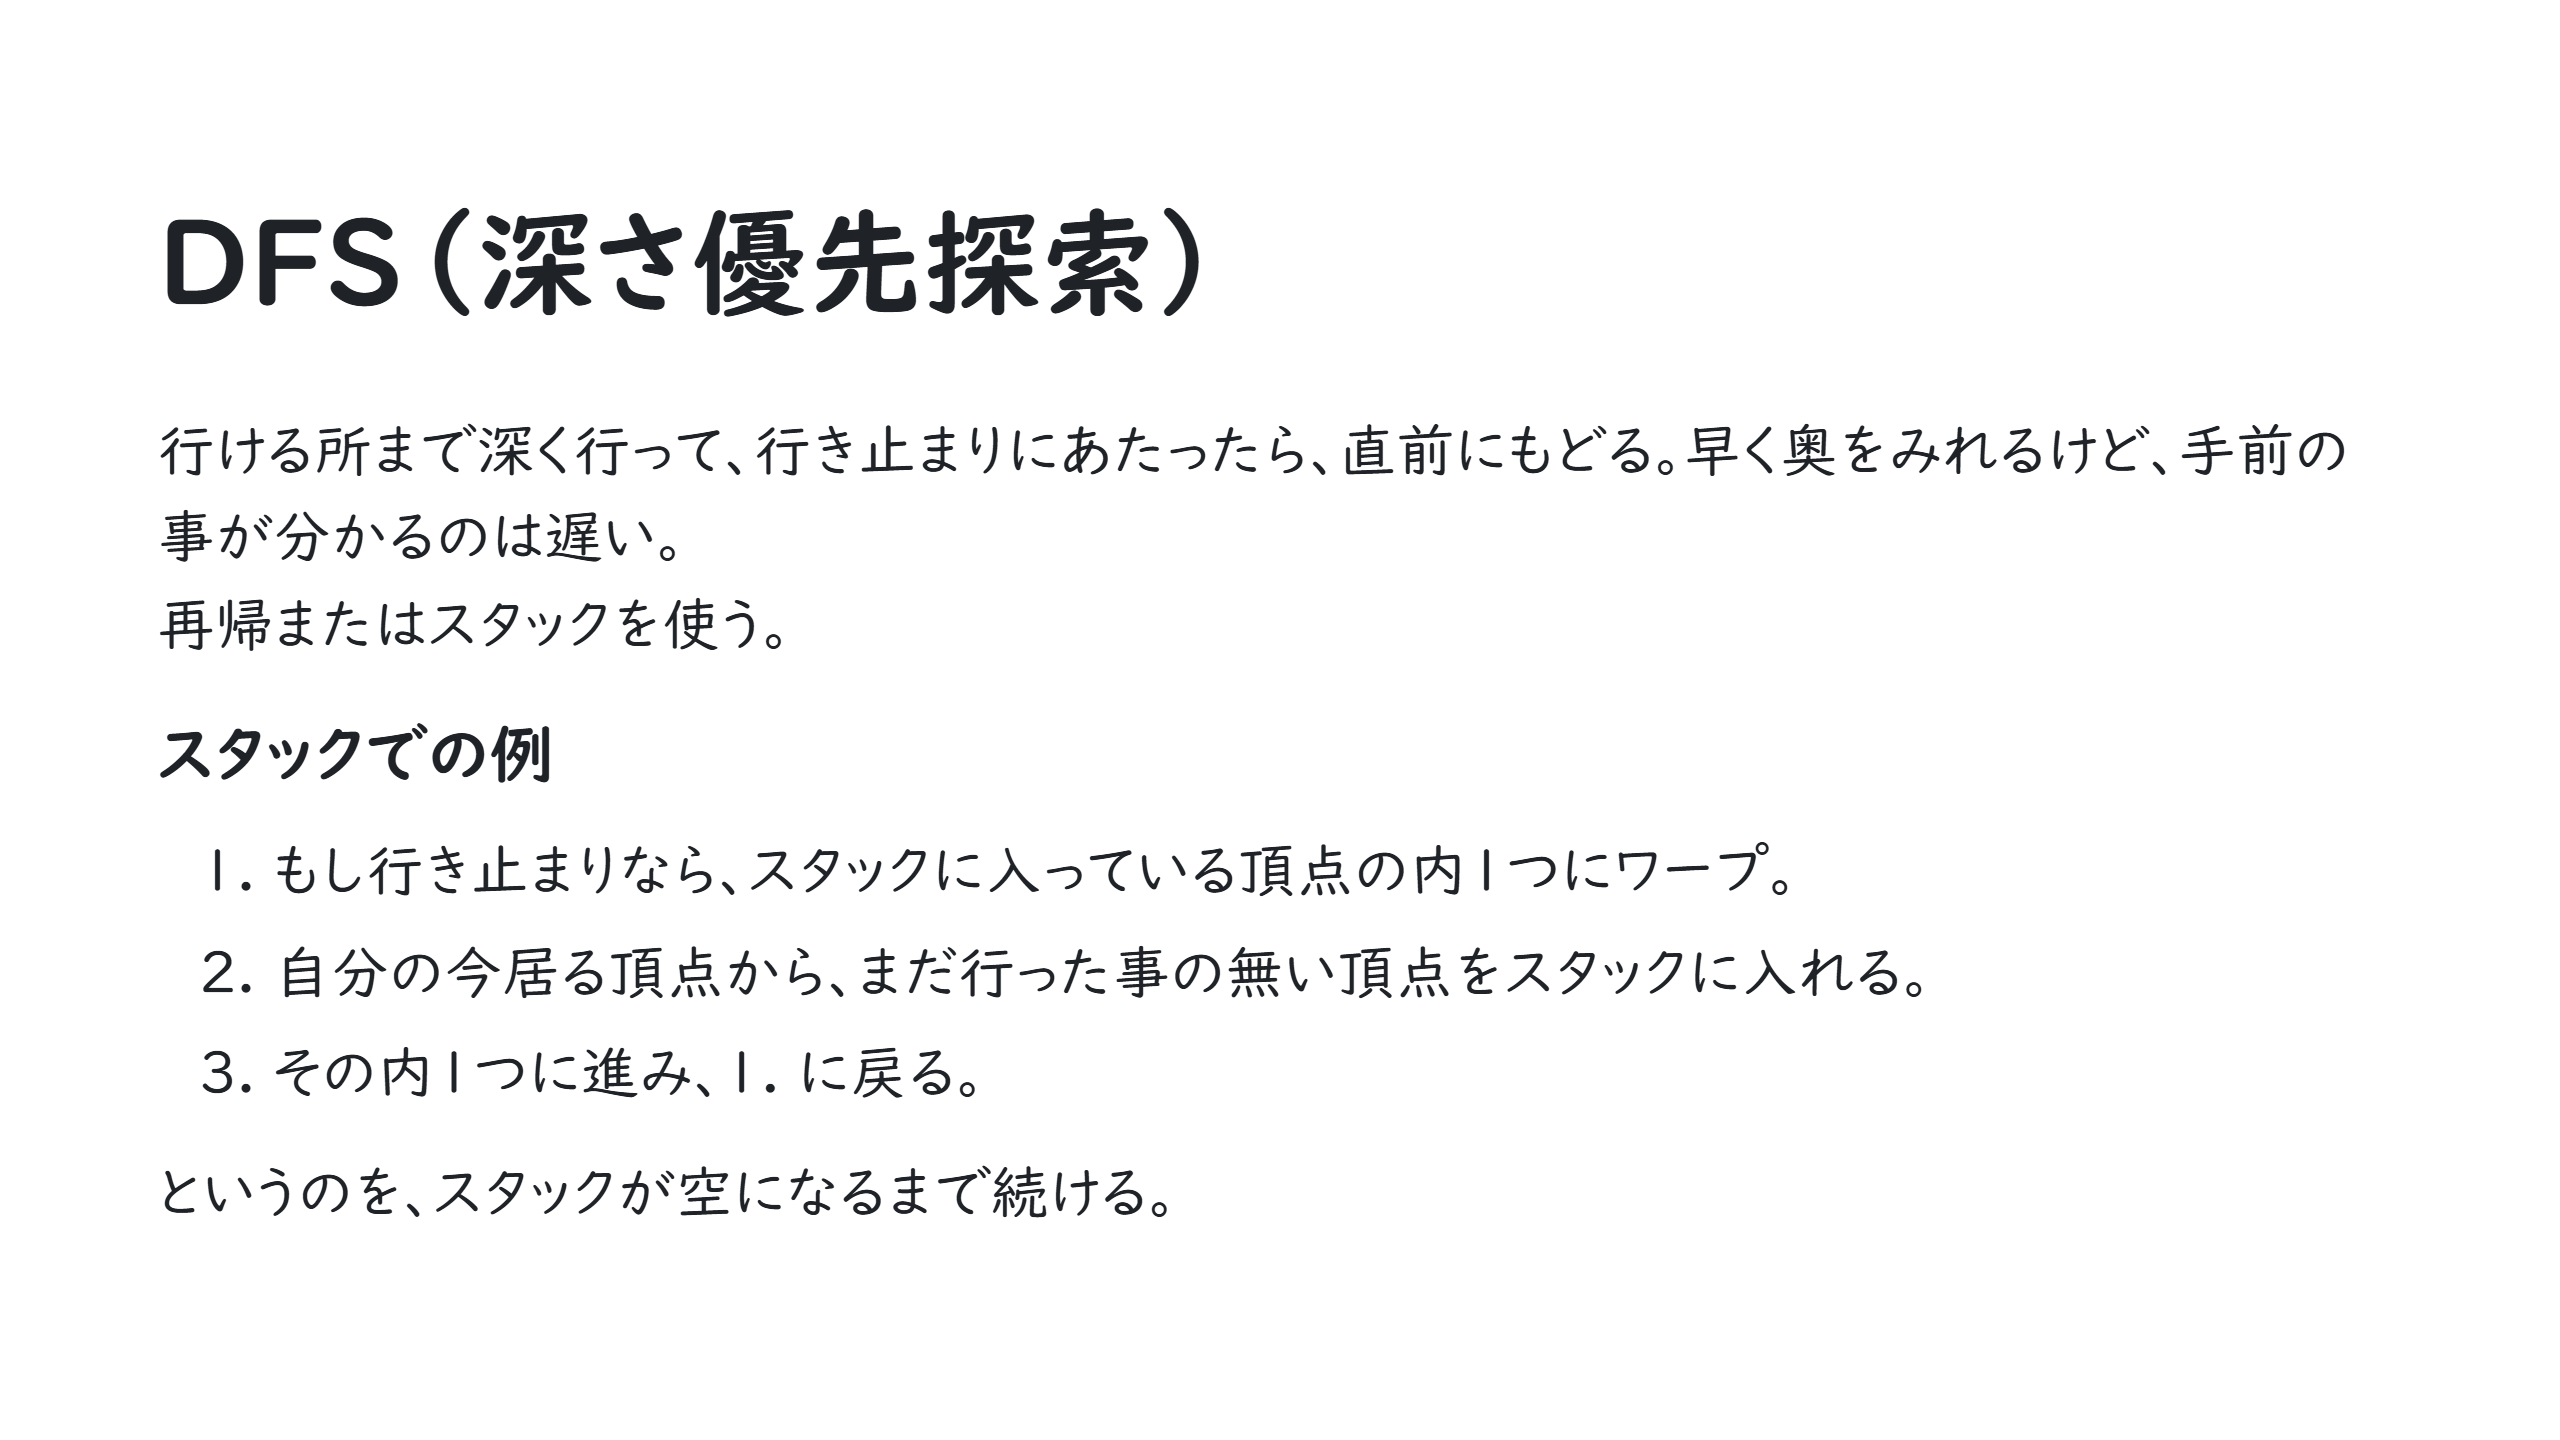 DFS（深さ優先探索）
行ける所まで深く行って、行き止まりにあたったら、直前にもどる。早く奥をみれるけど、手前の
事が分かるのは遅い。
再帰またはスタックを使う。
スタックでの例
1. もし行き止まりなら、スタックに入っている頂点の内1つにワープ。
2. 自分の今居る頂点から、まだ行った事の無い頂点をスタックに入れる。
3. その内1つに進み、1. に戻る。
というのを、スタックが空になるまで続ける。